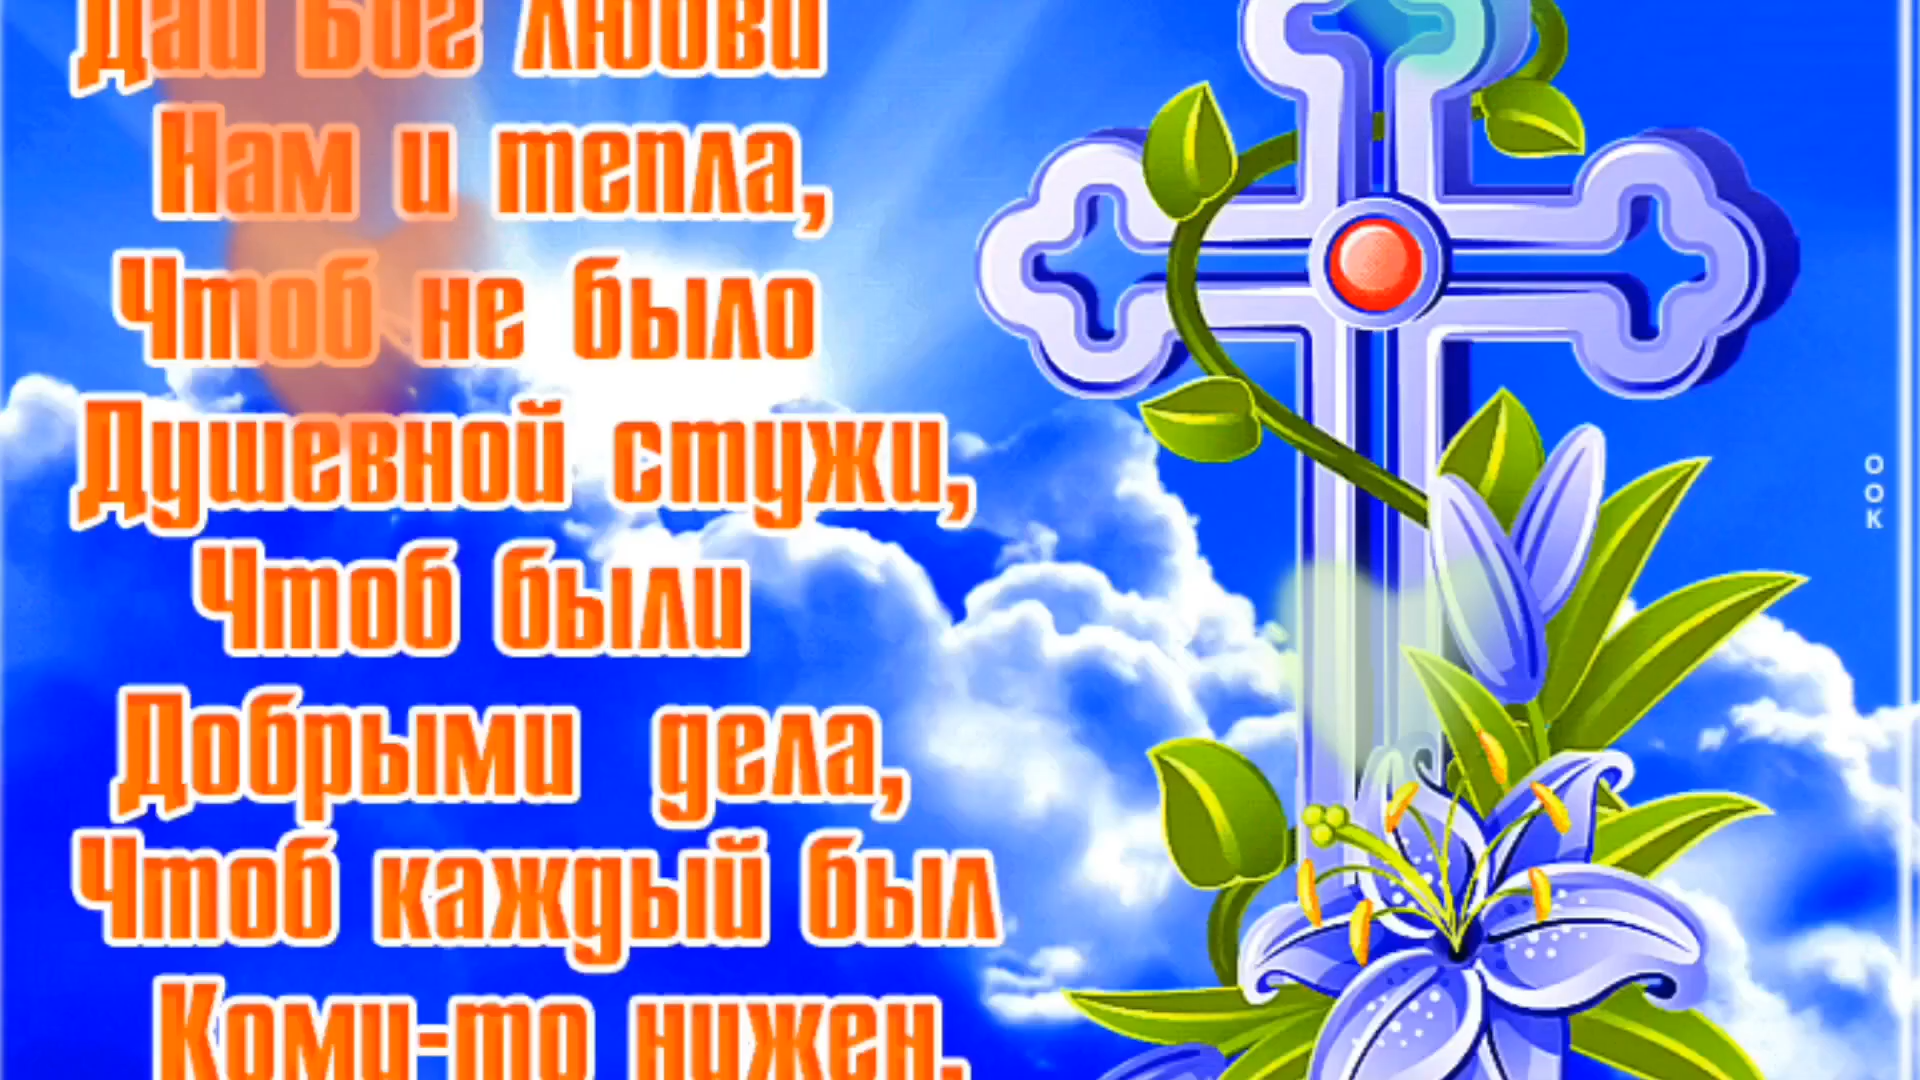 Дай Бог любви
Нам и тепла,
Чтоб не было
Душевной стужи,
Чтоб были
Добрыми дела,
Чтоб каждый был
Кому-то нужен.
ООК